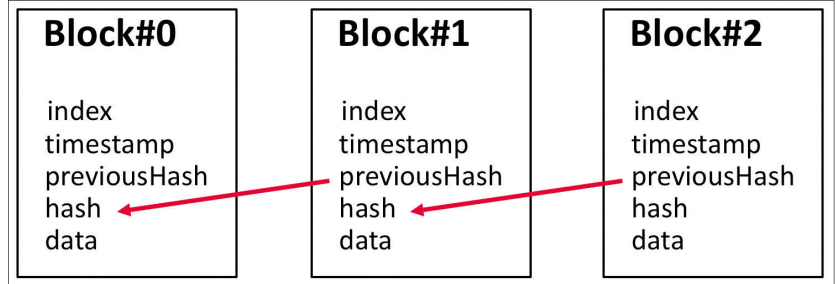 Block#0
index
timestamp
previousHash
hash
data
Block#1
index
timestamp
previousHash
hash
data
Block#2
index
timestamp
previousHash
hash
data